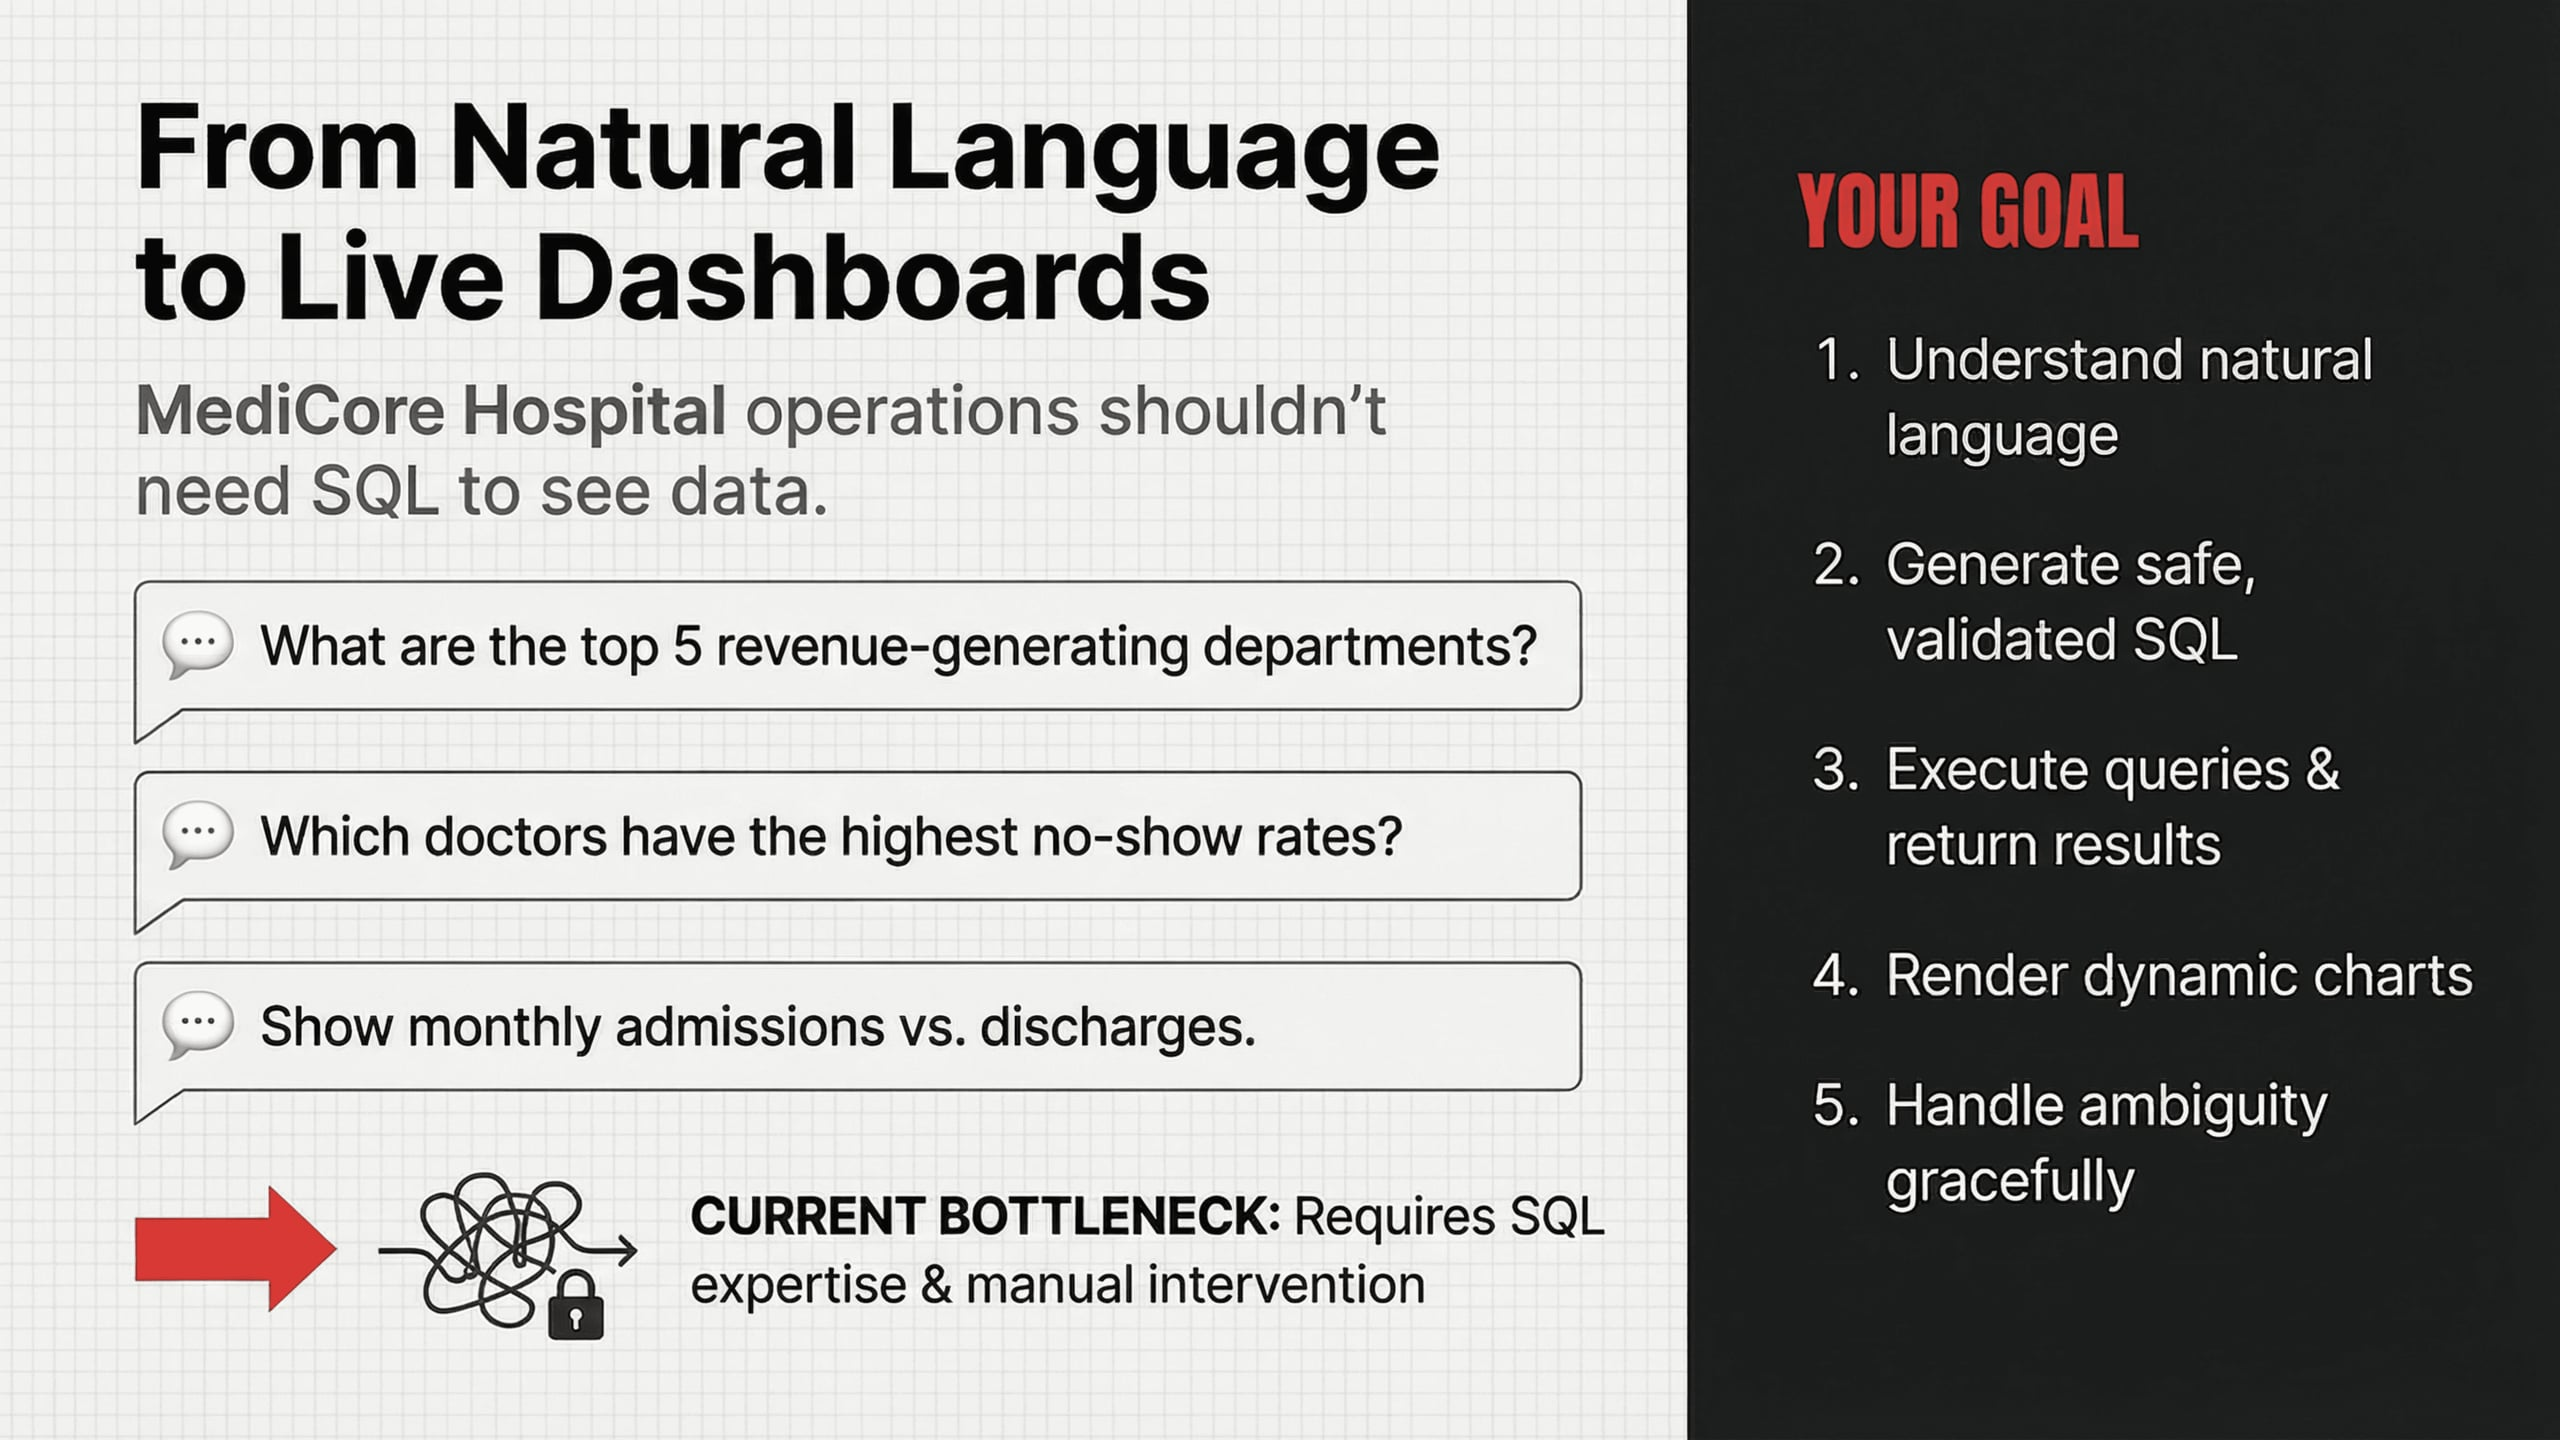 From Natural Language
to Live Dashboards
MediCore Hospital operations shouldn’t
need SQL to see data.
What are the top 5 revenue-generating departments?
Which doctors have the highest no-show rates?
Show monthly admissions vs. discharges.
CURRENT BOTTLENECK: Requires SQL
expertise & manual intervention
YOUR GOAL
1. Understand natural
language
2. Generate safe,
validated SQL
3. Execute queries &
return results
4. Render dynamic charts
5. Handle ambiguity
gracefully